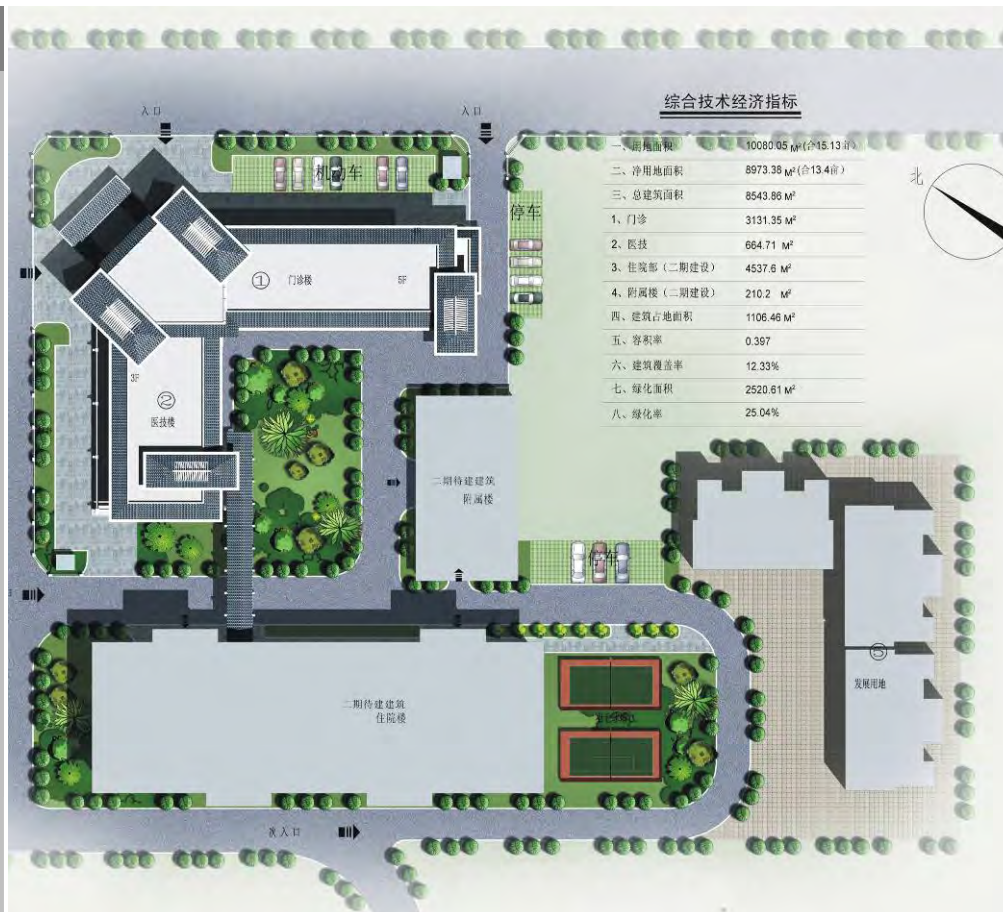 综合技术经济指标
入口
入口
一、用地面积 10080.05 M²(合15.13亩)
二、净用地面积 8973.38 M²(合13.4亩)
三、总建筑面积 8543.86 M²
1、门诊 3131.35 M²
2、医技 664.71 M²
3、住院部（二期建设） 4537.6 M²
4、附属楼（二期建设） 210.2 M²
四、建筑占地面积 1106.46 M²
五、容积率 0.397
六、建筑覆盖率 12.33%
七、绿化面积 2520.61 M²
八、绿化率 25.04%
北
机动车
停车
① 门诊楼 5F
3F
②
医技楼
二期待建建筑
附属楼
停车
⑤
发展用地
二期待建建筑
住院楼
次入口